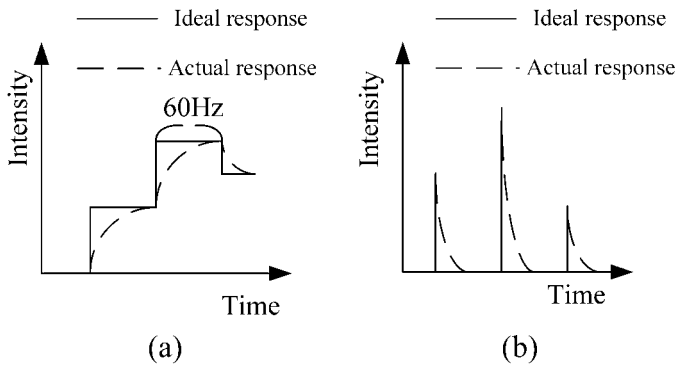 Ideal response
Actual response
Intensity
60Hz
Time
(a)
Ideal response
Actual response
Intensity
Time
(b)